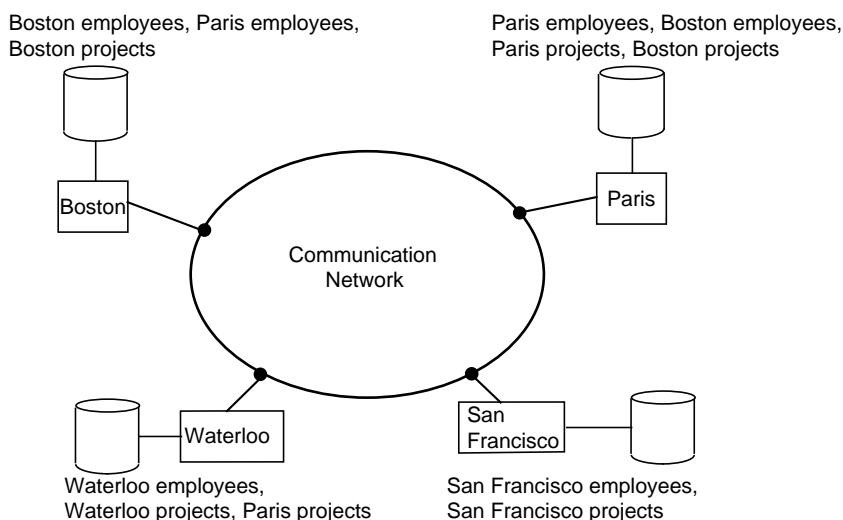 Boston employees, Paris employees,
Boston projects
Paris employees, Boston employees,
Paris projects, Boston projects
Boston
Paris
Communication
Network
Waterloo
San
Francisco
Waterloo employees,
Waterloo projects, Paris projects
San Francisco employees,
San Francisco projects